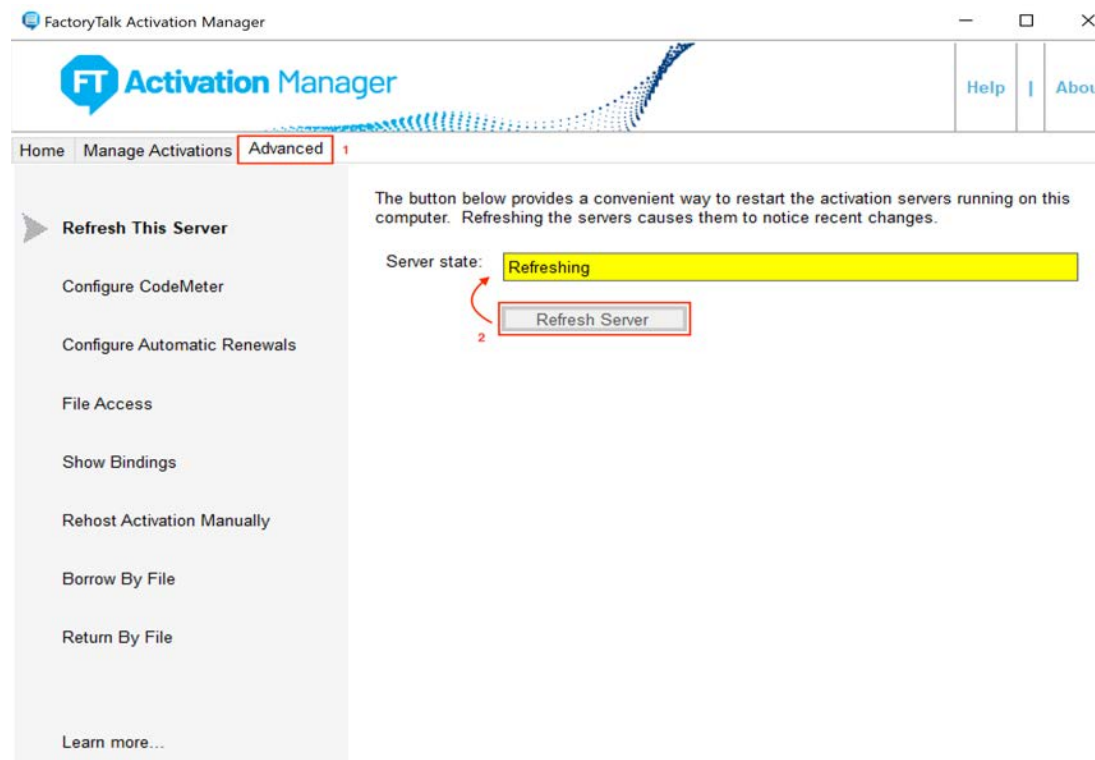 FactoryTalk Activation Manager
FT Activation Manager
Help | Abou
Home Manage Activations Advanced 1
The button below provides a convenient way to restart the activation servers running on this
computer. Refreshing the servers causes them to notice recent changes.
Refresh This Server
Server state: Refreshing
Configure CodeMeter
Refresh Server
2
Configure Automatic Renewals
File Access
Show Bindings
Rehost Activation Manually
Borrow By File
Return By File
Learn more...